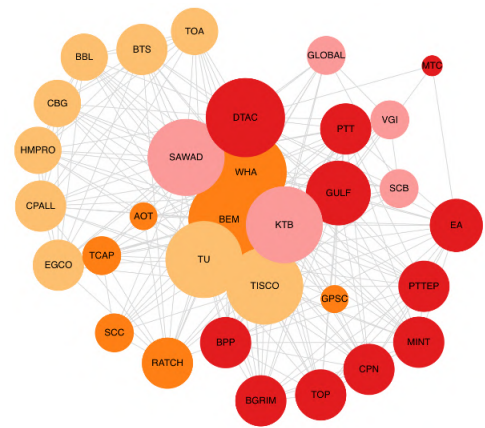 TOA
BTS
BBL
GLOBAL
MTC
CBG
DTAC
VGI
PTT
HMPRO
SAWAD
WHA
SCB
GULF
CPALL
AOT
BEM
KTB
EA
TCAP
TU
EGCO
TISCO
PTTEP
GPSC
SCC
BPP
MINT
RATCH
CPN
TOP
BGRIM